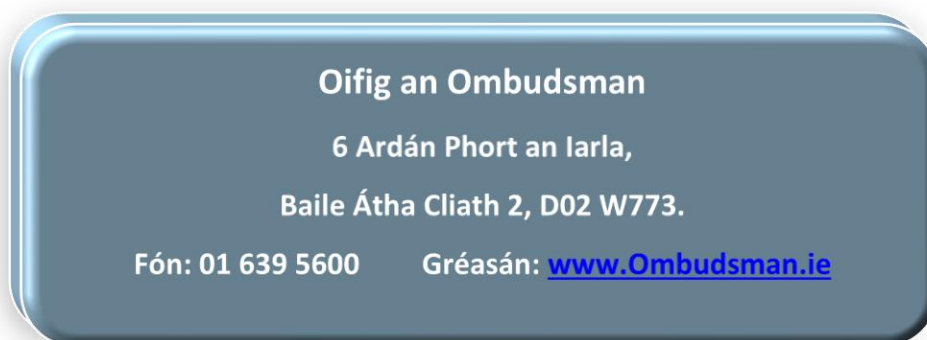 Oifig an Ombudsman
6 Ardán Phort an Iarla,
Baile Átha Cliath 2, D02 W773.
Fón: 01 639 5600 Gréasán: www.Ombudsman.ie